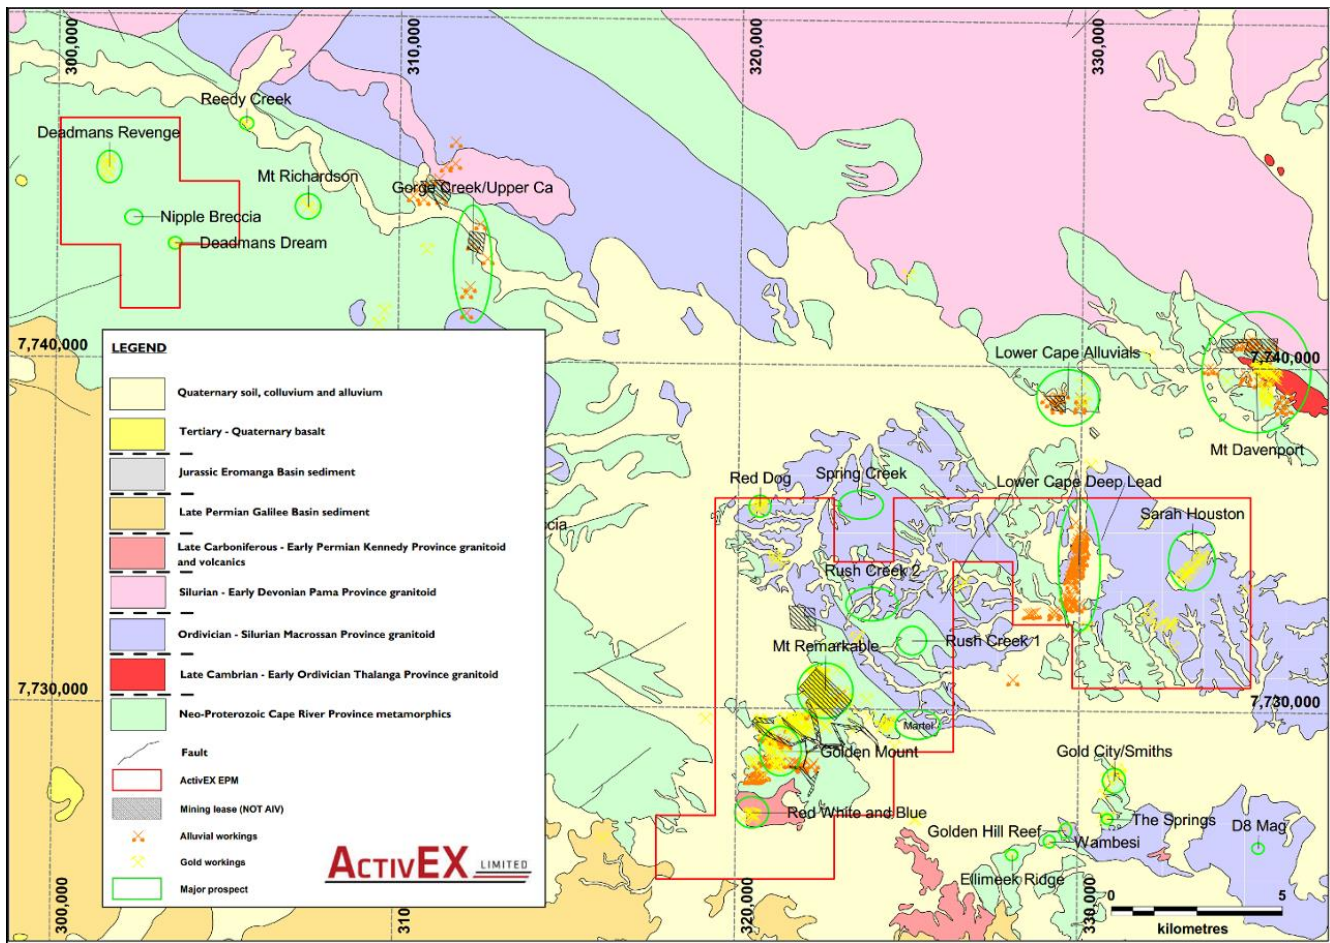 300,000
310,000
320,000
330,000
Reedy Creek
Deadmans Revenge
Mt Richardson
Gorge Creek/Upper Ca
Nipple Breccia
Deadmans Dream
7,740,000
Lower Cape Alluvials
7,740,000
Mt Davenport
LEGEND
Quaternary soil, colluvium and alluvium
Tertiary - Quaternary basalt
Jurassic Eromanga Basin sediment
Late Permian Galilee Basin sediment
Late Carboniferous - Early Permian Kennedy Province granitoid
and volcanics
Silurian - Early Devonian Pama Province granitoid
Ordivician - Silurian Macrossan Province granitoid
Late Cambrian - Early Ordivician Thalanga Province granitoid
Neo-Proterozoic Cape River Province metamorphics
Fault
ActivEX EPM
Mining lease (NOT AIV)
Alluvial workings
Gold workings
Major prospect
ACTIVEX LIMITED
Red Dog
Spring Creek
Lower Cape Deep Lead
Sarah Houston
cia
Rush Creek 2
Rush Creek 1
Mt Remarkable
7,730,000
7,730,000
Martel
Golden Mount
Gold City/Smiths
Red White and Blue
The Springs
D8 Mag
Golden Hill Reef
Wambesi
Ellimeek Ridge
300,000
310
320,000
330,000
0
5
kilometres